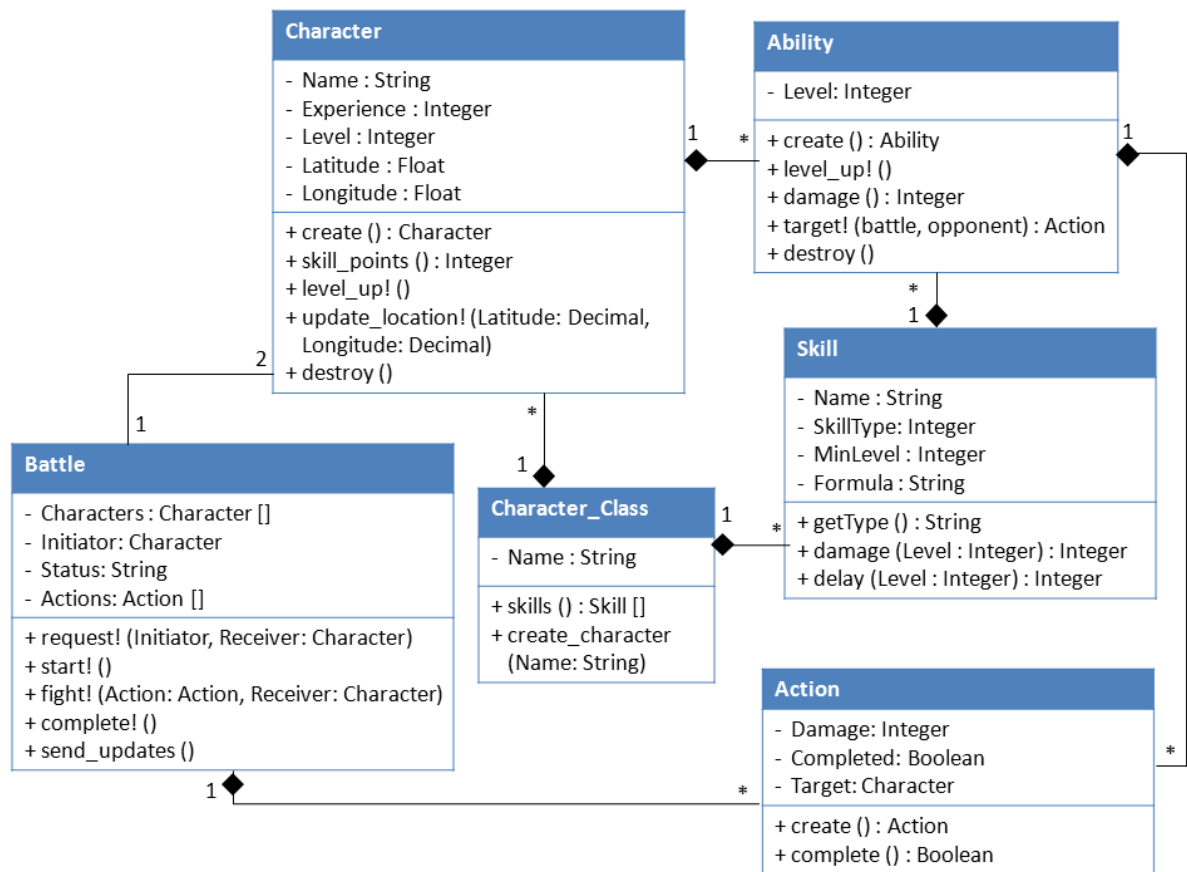 Character
- Name : String
- Experience : Integer
- Level : Integer
- Latitude : Float
- Longitude : Float
+ create () : Character
+ skill_points () : Integer
+ level_up! ()
+ update_location! (Latitude: Decimal,
Longitude: Decimal)
+ destroy ()
1
*
Ability
- Level: Integer
+ create () : Ability
+ level_up! ()
+ damage () : Integer
+ target! (battle, opponent) : Action
+ destroy ()
1
*
1
2
1
*
1
Skill
- Name : String
- SkillType: Integer
- MinLevel : Integer
- Formula : String
+ getType () : String
+ damage (Level : Integer) : Integer
+ delay (Level : Integer) : Integer
Battle
- Characters : Character []
- Initiator: Character
- Status: String
- Actions: Action []
+ request! (Initiator, Receiver: Character)
+ start! ()
+ fight! (Action: Action, Receiver: Character)
+ complete! ()
+ send_updates ()
Character_Class
- Name : String
+ skills () : Skill []
+ create_character
(Name: String)
1
*
Action
- Damage: Integer
- Completed: Boolean
- Target: Character
+ create () : Action
+ complete () : Boolean
*
1
*